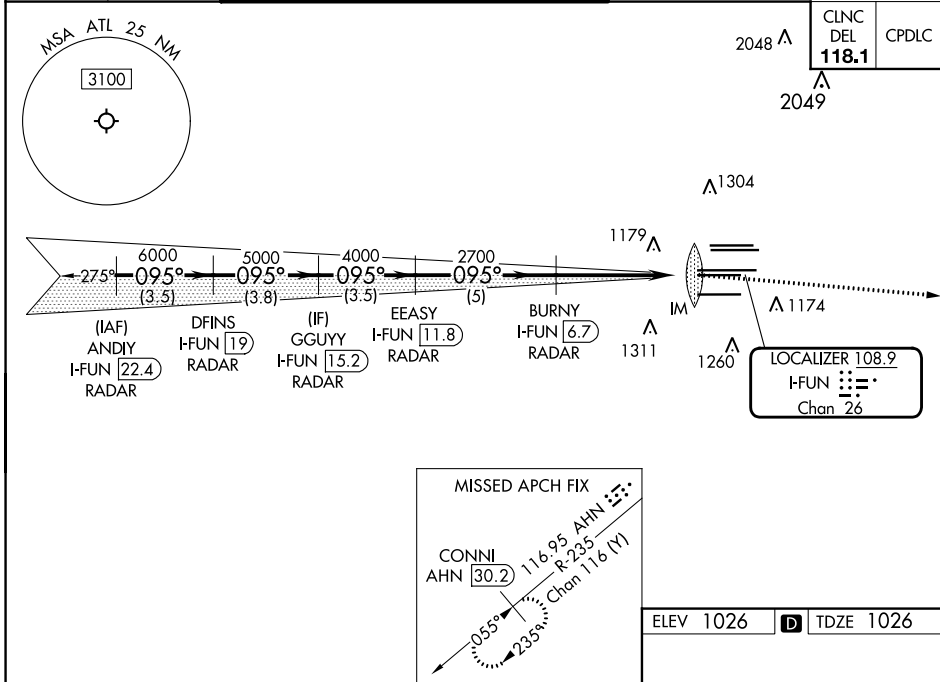 MSA ATL 25 NM
3100
2048
CLNC
DEL
118.1
CPDLC
2049
1304
1179
6000
5000
4000
2700
275°
095°
095°
095°
095°
(3.5)
(3.8)
(3.5)
(5)
(IAF)
ANDIY
I-FUN 22.4
RADAR
DFINS
I-FUN 19
RADAR
(IF)
GGUYY
I-FUN 15.2
RADAR
EEASY
I-FUN 11.8
RADAR
BURNY
I-FUN 6.7
RADAR
IM
1311
1174
1260
LOCALIZER 108.9
I-FUN
Chan 26
MISSED APCH FIX
CONNI
AHN 30.2
116.95 AHN
R-235
Chan 116 (Y)
055°
235°
ELEV 1026
D
TDZE 1026